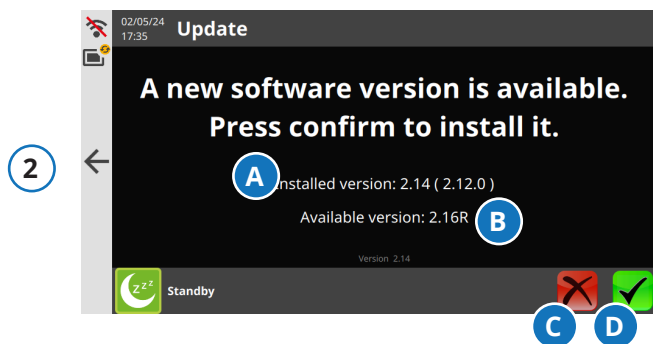 02/05/24
17:35
Update
A new software version is available.
Press confirm to install it.
2
A
Installed version: 2.14 ( 2.12.0 )
Available version: 2.16R
B
Version 2.14
zzz
Standby
C
D